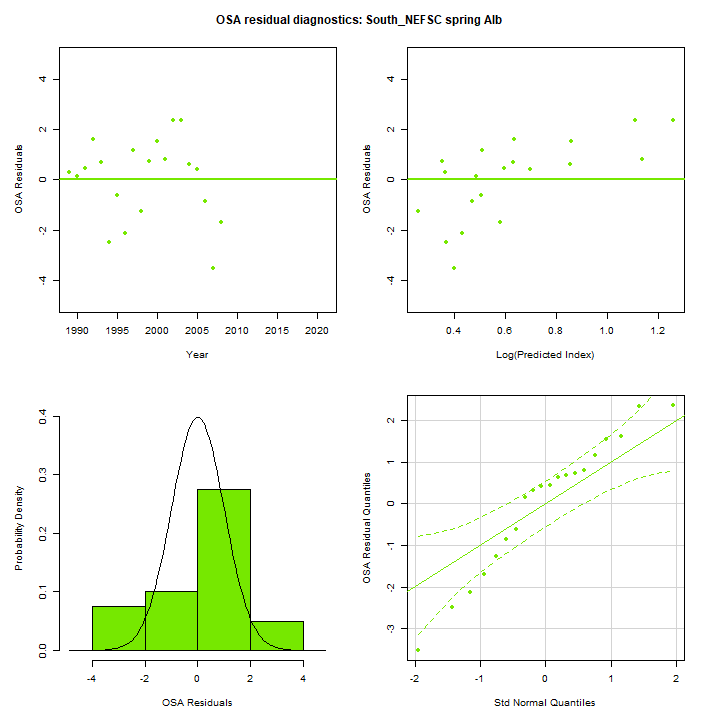 OSA residual diagnostics: South_NEFSC spring Alb
OSA Residuals
4
2
0
-2
-4
1990 1995 2000 2005 2010 2015 2020
Year
OSA Residuals
4
2
0
-2
-4
0.4 0.6 0.8 1.0 1.2
Log(Predicted Index)
Probability Density
0.4
0.3
0.2
0.1
0.0
-4 -2 0 2 4
OSA Residuals
OSA Residual Quantiles
2
1
0
-1
-2
-3
-2 -1 0 1 2
Std Normal Quantiles